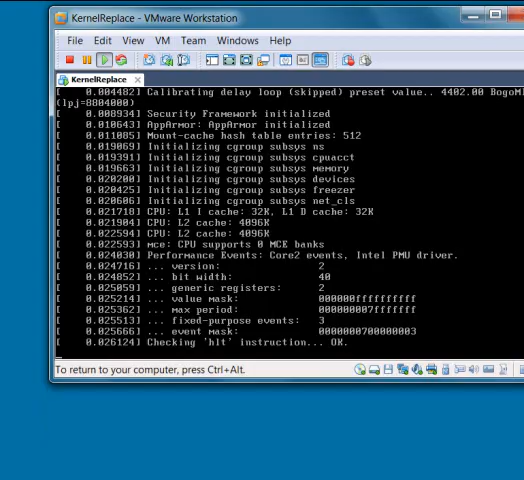 KernelReplace - VMware Workstation
File Edit View VM Team Windows Help
KernelReplace
[ 0.004482] Calibrating delay loop (skipped) preset value.. 4402.00 BogoMI
(lpj=8804000)
[ 0.008934] Security Framework initialized
[ 0.010643] AppArmor: AppArmor initialized
[ 0.011085] Mount-cache hash table entries: 512
[ 0.019069] Initializing cgroup subsys ns
[ 0.019391] Initializing cgroup subsys cpuacct
[ 0.019663] Initializing cgroup subsys memory
[ 0.020200] Initializing cgroup subsys devices
[ 0.020425] Initializing cgroup subsys freezer
[ 0.020606] Initializing cgroup subsys net_cls
[ 0.021718] CPU: L1 I cache: 32K, L1 D cache: 32K
[ 0.021904] CPU: L2 cache: 4096K
[ 0.022594] CPU: L2 cache: 4096K
[ 0.022593] mce: CPU supports 0 MCE banks
[ 0.024030] Performance Events: Core2 events, Intel PMU driver.
[ 0.024716] ... version: 2
[ 0.024852] ... bit width: 40
[ 0.025059] ... generic registers: 2
[ 0.025214] ... value mask: 000000ffffffffff
[ 0.025362] ... max period: 000000007fffffff
[ 0.025513] ... fixed-purpose events: 3
[ 0.025666] ... event mask: 0000000700000003
[ 0.026124] Checking 'hlt' instruction... OK.
To return to your computer, press Ctrl+Alt.